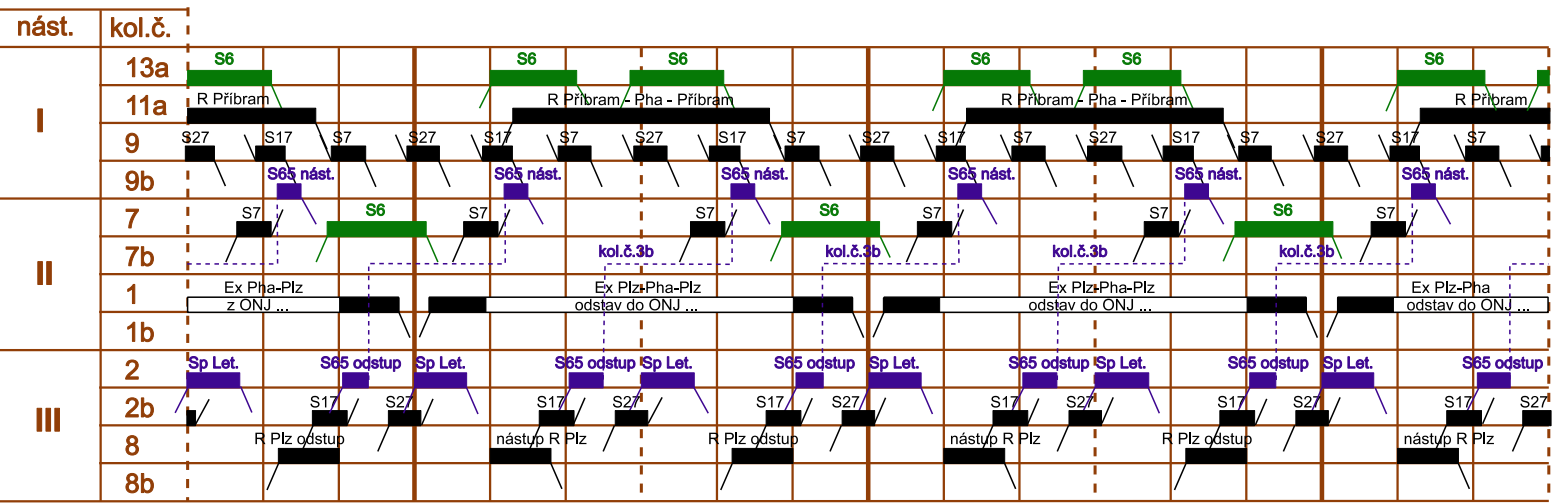 nást. kol.č.
S6 S6 S6 S6 S6 S6
13a
R Příbram R Příbram - Pha - Příbram R Příbram - Pha - Příbram R Příbram
I 11a
S27 S17 S7 S27 S17 S7 S27 S17 S7 S27 S17 S7 S27 S17 S7 S27 S17 S7
9
S65 nást. S65 nást. S65 nást. S65 nást. S65 nást. S65 nást.
9b
S7 S6 S7 S7 S6 S7 S7 S6 S7
7
kol.č.3b kol.č.3b kol.č.3b kol.č.3b
7b
II
Ex Pha-Plz Ex Plz-Pha-Plz Ex Plz-Pha-Plz Ex Plz-Pha
1
z ONJ ... odstav do ONJ ... odstav do ONJ ... odstav do ONJ ...
1b
Sp Let. S65 odstup Sp Let. S65 odstup Sp Let. S65 odstup Sp Let. S65 odstup Sp Let. S65 odstup Sp Let. S65 odstup
2
S17 S27 S17 S27 S17 S27 S17 S27 S17 S27 S17 S27
2b
III
R Plz odstup nástup R Plz R Plz odstup nástup R Plz R Plz odstup nástup R Plz
8
8b